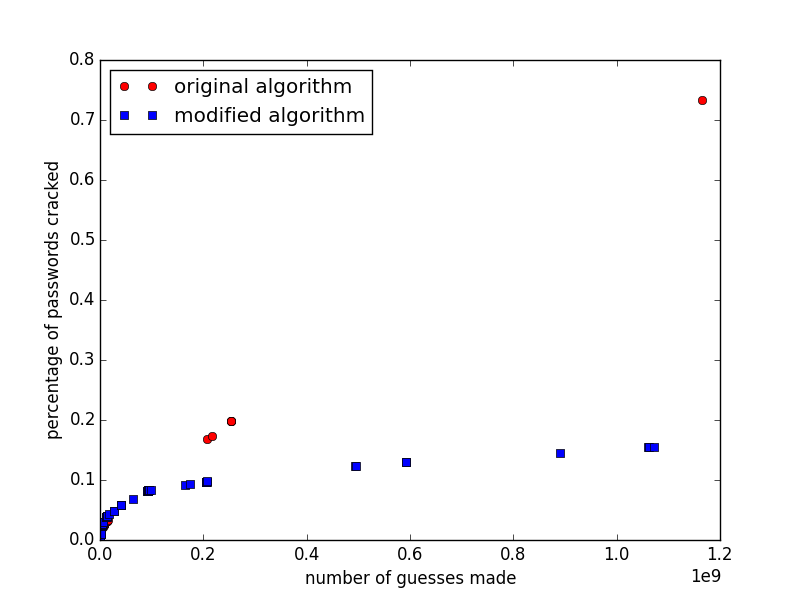 original algorithm
modified algorithm
percentage of passwords cracked
0.8
0.7
0.6
0.5
0.4
0.3
0.2
0.1
0.0
0.0 0.2 0.4 0.6 0.8 1.0 1.2
1e9
number of guesses made